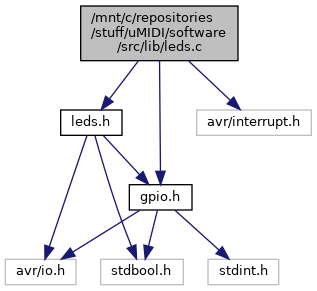 /mnt/c/repositories
/stuff/uMIDI/software
/src/lib/leds.c
leds.h
avr/interrupt.h
gpio.h
avr/io.h
stdbool.h
stdint.h